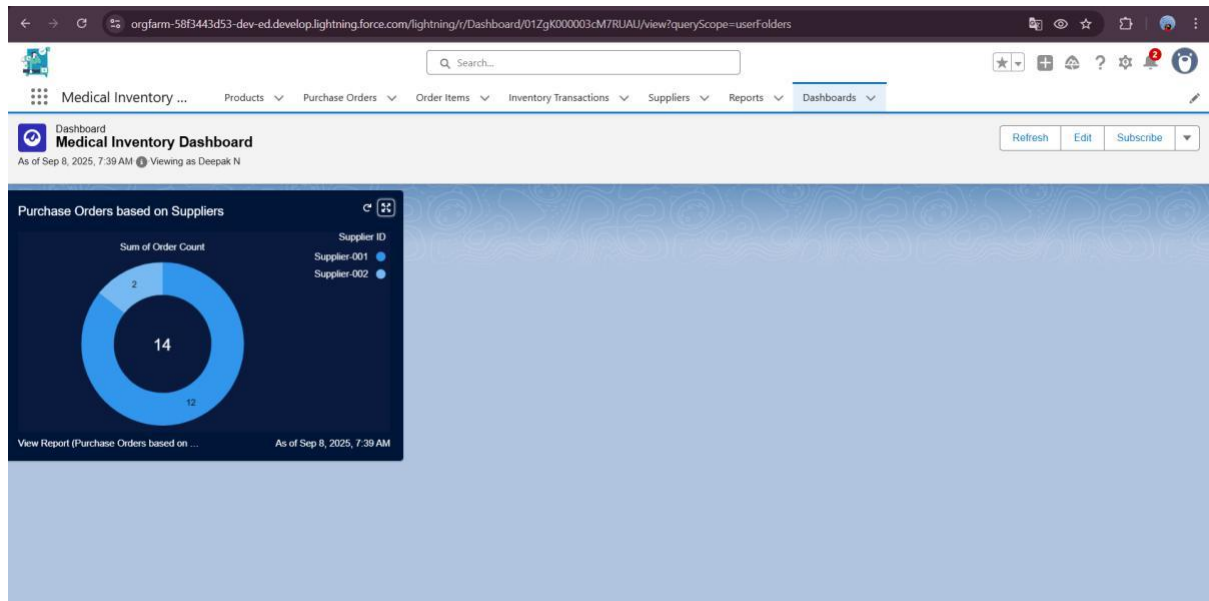 orgfarm-58f3443d53-dev-ed.develop.lightning.force.com/lightning/r/Dashboard/01ZgK000003cM7RUAU/view?queryScope=userFolders
Search...
2
Medical Inventory ... Products Purchase Orders Order Items Inventory Transactions Suppliers Reports Dashboards
Dashboard
Medical Inventory Dashboard
As of Sep 8, 2025, 7:39 AM Viewing as Deepak N
Refresh Edit Subscribe
Purchase Orders based on Suppliers
Sum of Order Count
Supplier ID
Supplier-001
Supplier-002
2
14
12
View Report (Purchase Orders based on ... As of Sep 8, 2025, 7:39 AM